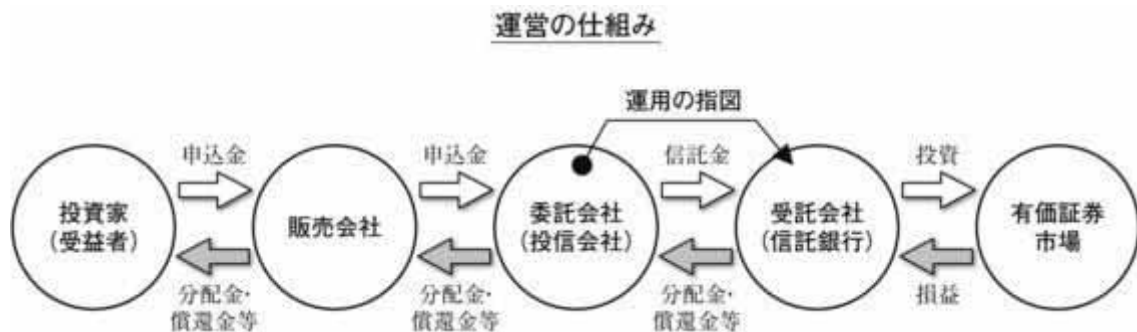 運営の仕組み
運用の指図
申込金
申込金
信託金
投資
投資家
(受益者)
販売会社
委託会社
(投信会社)
受託会社
(信託銀行)
有価証券
市場
分配金・
償還金等
分配金・
償還金等
分配金・
償還金等
損益